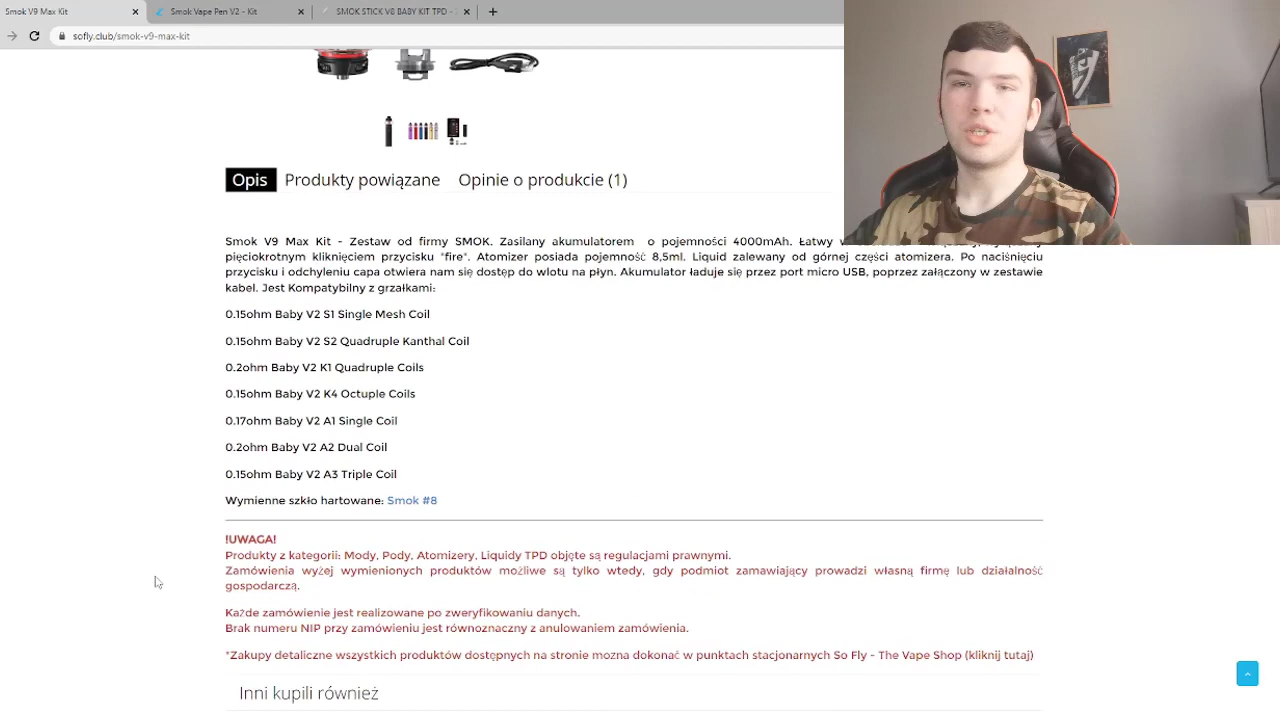 Smok V9 Max Kit
Smok Vape Pen V2 - Kit
SMOK STICK V8 BABY KIT TPD -
sofly.club/smok-v9-max-kit
Opis Produkty powiązane Opinie o produkcie (1)
Smok V9 Max Kit - Zestaw od firmy SMOK. Zasilany akumulatorem o pojemności 4000mAh. Łatwy w
pięciokrotnym kliknięciem przycisku "fire". Atomizer posiada pojemność 8,5ml. Liquid zalewany od górnej części atomizera. Po naciśnięciu
przycisku i odchyleniu capa otwiera nam się dostęp do wlotu na płyn. Akumulator ładuje się przez port micro USB, poprzez załączony w zestawie
kabel. Jest Kompatybilny z grzałkami:
0.15ohm Baby V2 S1 Single Mesh Coil
0.15ohm Baby V2 S2 Quadruple Kanthal Coil
0.2ohm Baby V2 K1 Quadruple Coils
0.15ohm Baby V2 K4 Octuple Coils
0.17ohm Baby V2 A1 Single Coil
0.2ohm Baby V2 A2 Dual Coil
0.15ohm Baby V2 A3 Triple Coil
Wymienne szkło hartowane: Smok #8
!UWAGA!
Produkty z kategorii: Mody, Pody, Atomizery, Liquidy TPD objęte są regulacjami prawnymi.
Zamówienia wyżej wymienionych produktów możliwe są tylko wtedy, gdy podmiot zamawiający prowadzi własną firmę lub działalność
gospodarczą.
Każde zamówienie jest realizowane po zweryfikowaniu danych.
Brak numeru NIP przy zamówieniu jest równoznaczny z anulowaniem zamówienia.
*Zakupy detaliczne wszystkich produktów dostępnych na stronie mozna dokonać w punktach stacjonarnych So Fly - The Vape Shop (kliknij tutaj)
Inni kupili również